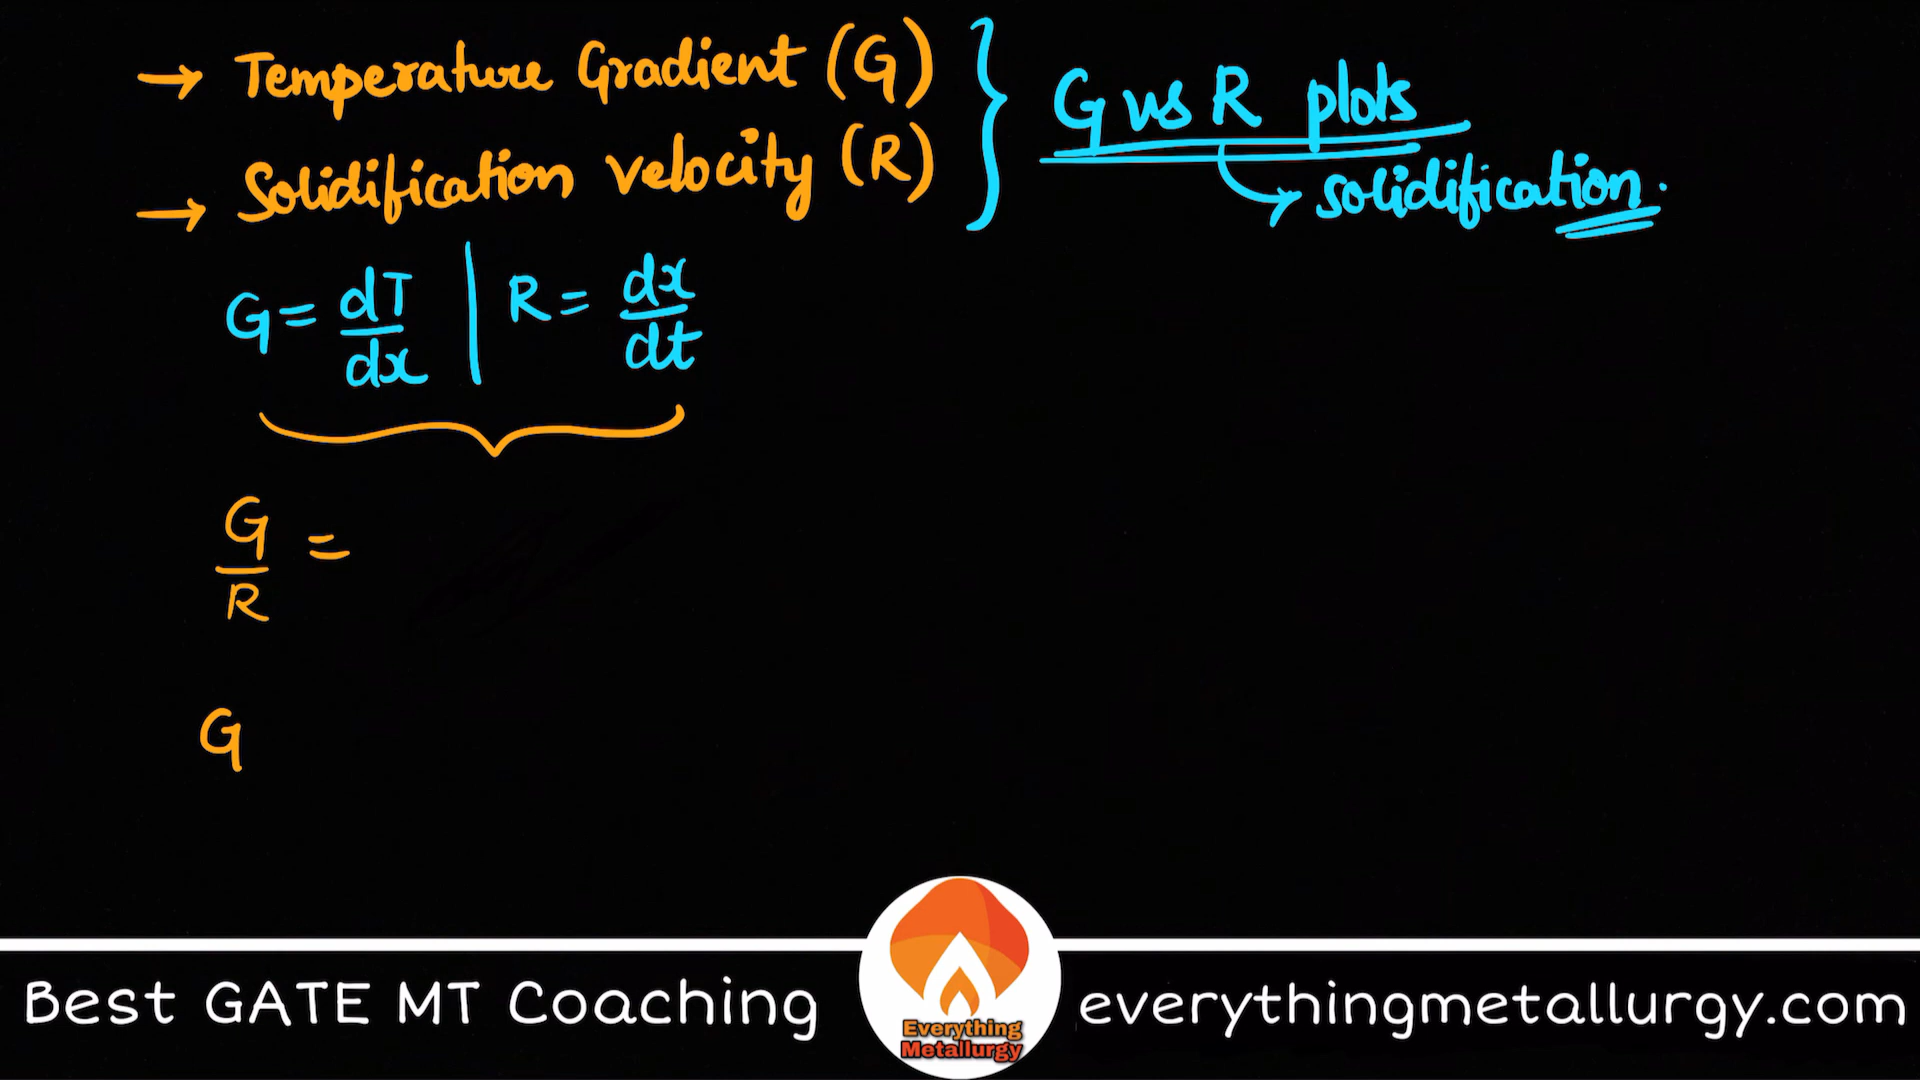 → Temperature Gradient (G)
→ Solidification velocity (R)
G vs R plots
→ solidification.
G = dT/dx | R = dx/dt
G/R =
G
Best GATE MT Coaching
Everything
Metallurgy
everythingmetallurgy.com